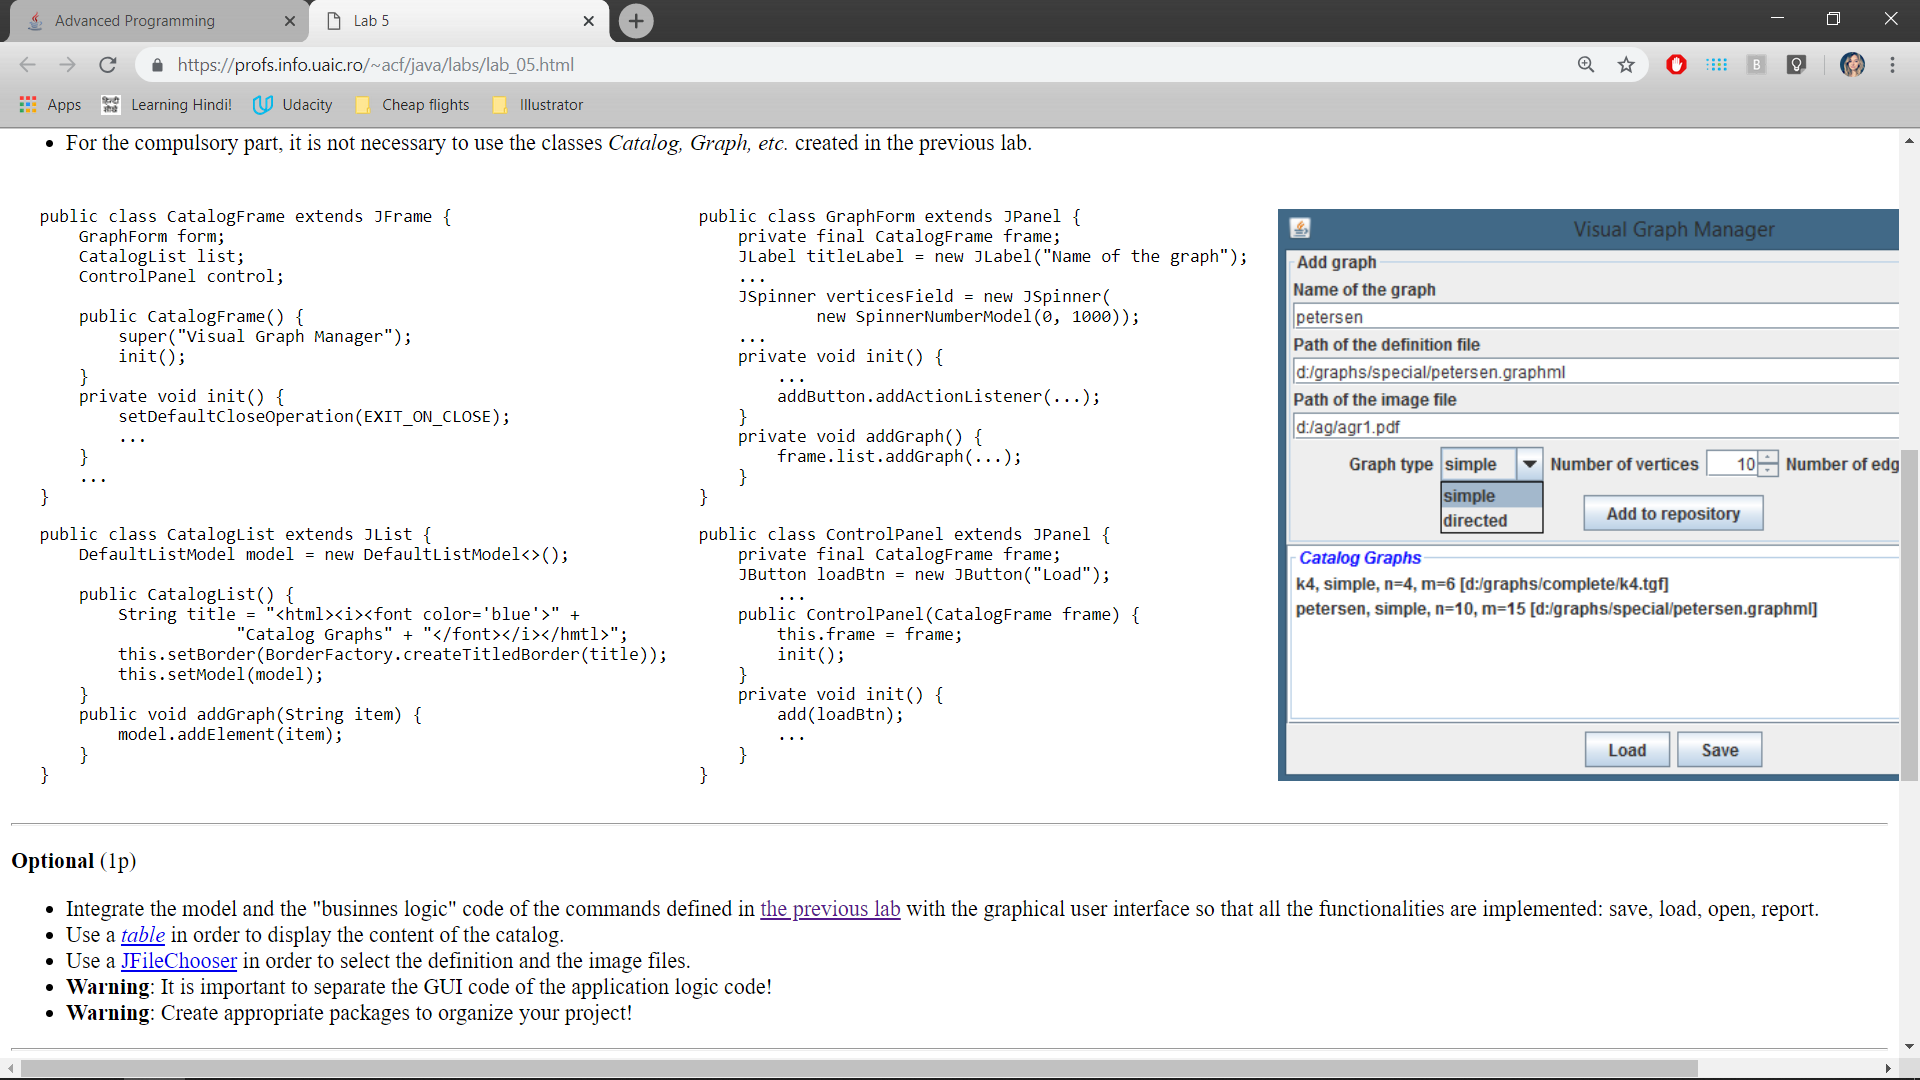 Advanced Programming
Lab 5
https://profs.info.uaic.ro/~acf/java/labs/lab_05.html
B
Apps
Learning Hindi!
Udacity
Cheap flights
Illustrator
• For the compulsory part, it is not necessary to use the classes Catalog, Graph, etc. created in the previous lab.
public class CatalogFrame extends JFrame {
    GraphForm form;
    CatalogList list;
    ControlPanel control;
    public CatalogFrame() {
        super("Visual Graph Manager");
        init();
    }
    private void init() {
        setDefaultCloseOperation(EXIT_ON_CLOSE);
        ...
    }
    ...
}
public class CatalogList extends JList {
    DefaultListModel model = new DefaultListModel<>();
    public CatalogList() {
        String title = "<html><i><font color='blue'>" +
                    "Catalog Graphs" + "</font></i></hmtl>";
        this.setBorder(BorderFactory.createTitledBorder(title));
        this.setModel(model);
    }
    public void addGraph(String item) {
        model.addElement(item);
    }
}
public class GraphForm extends JPanel {
    private final CatalogFrame frame;
    JLabel titleLabel = new JLabel("Name of the graph");
    ...
    JSpinner verticesField = new JSpinner(
            new SpinnerNumberModel(0, 1000));
    ...
    private void init() {
        ...
        addButton.addActionListener(...);
    }
    private void addGraph() {
        frame.list.addGraph(...);
    }
}
public class ControlPanel extends JPanel {
    private final CatalogFrame frame;
    JButton loadBtn = new JButton("Load");
        ...
    public ControlPanel(CatalogFrame frame) {
        this.frame = frame;
        init();
    }
    private void init() {
        add(loadBtn);
        ...
    }
}
Visual Graph Manager
Add graph
Name of the graph
petersen
Path of the definition file
d:/graphs/special/petersen.graphml
Path of the image file
d:/ag/agr1.pdf
Graph type simple Number of vertices 10 Number of edg
simple
directed
Add to repository
Catalog Graphs
k4, simple, n=4, m=6 [d:/graphs/complete/k4.tgf]
petersen, simple, n=10, m=15 [d:/graphs/special/petersen.graphml]
Load Save
Optional (1p)
• Integrate the model and the "businnes logic" code of the commands defined in the previous lab with the graphical user interface so that all the functionalities are implemented: save, load, open, report.
• Use a table in order to display the content of the catalog.
• Use a JFileChooser in order to select the definition and the image files.
• Warning: It is important to separate the GUI code of the application logic code!
• Warning: Create appropriate packages to organize your project!